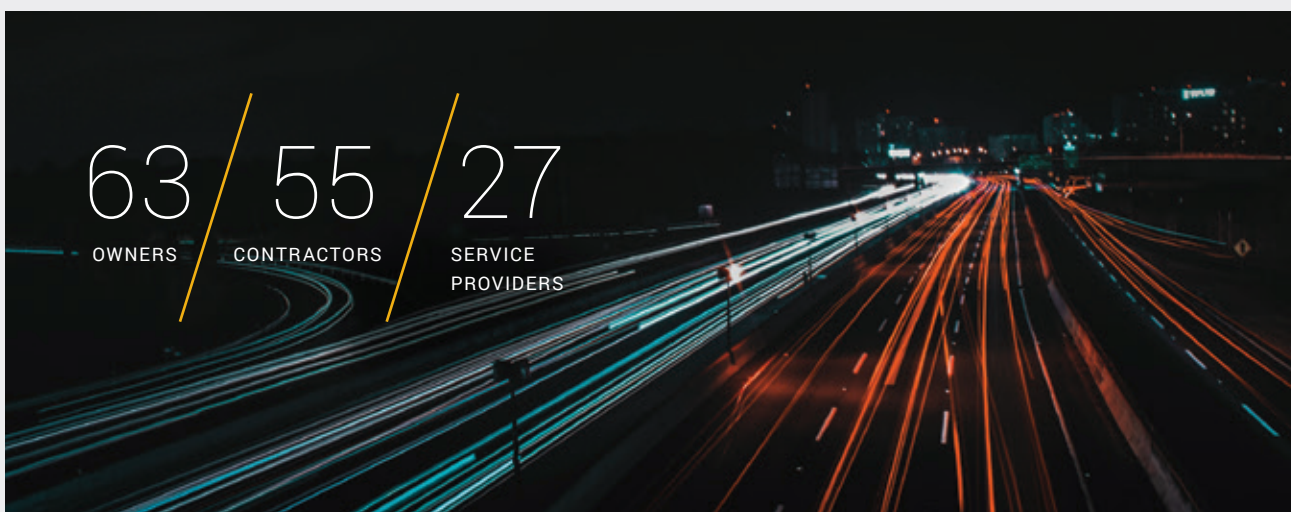 63
OWNERS
55
CONTRACTORS
27
SERVICE
PROVIDERS